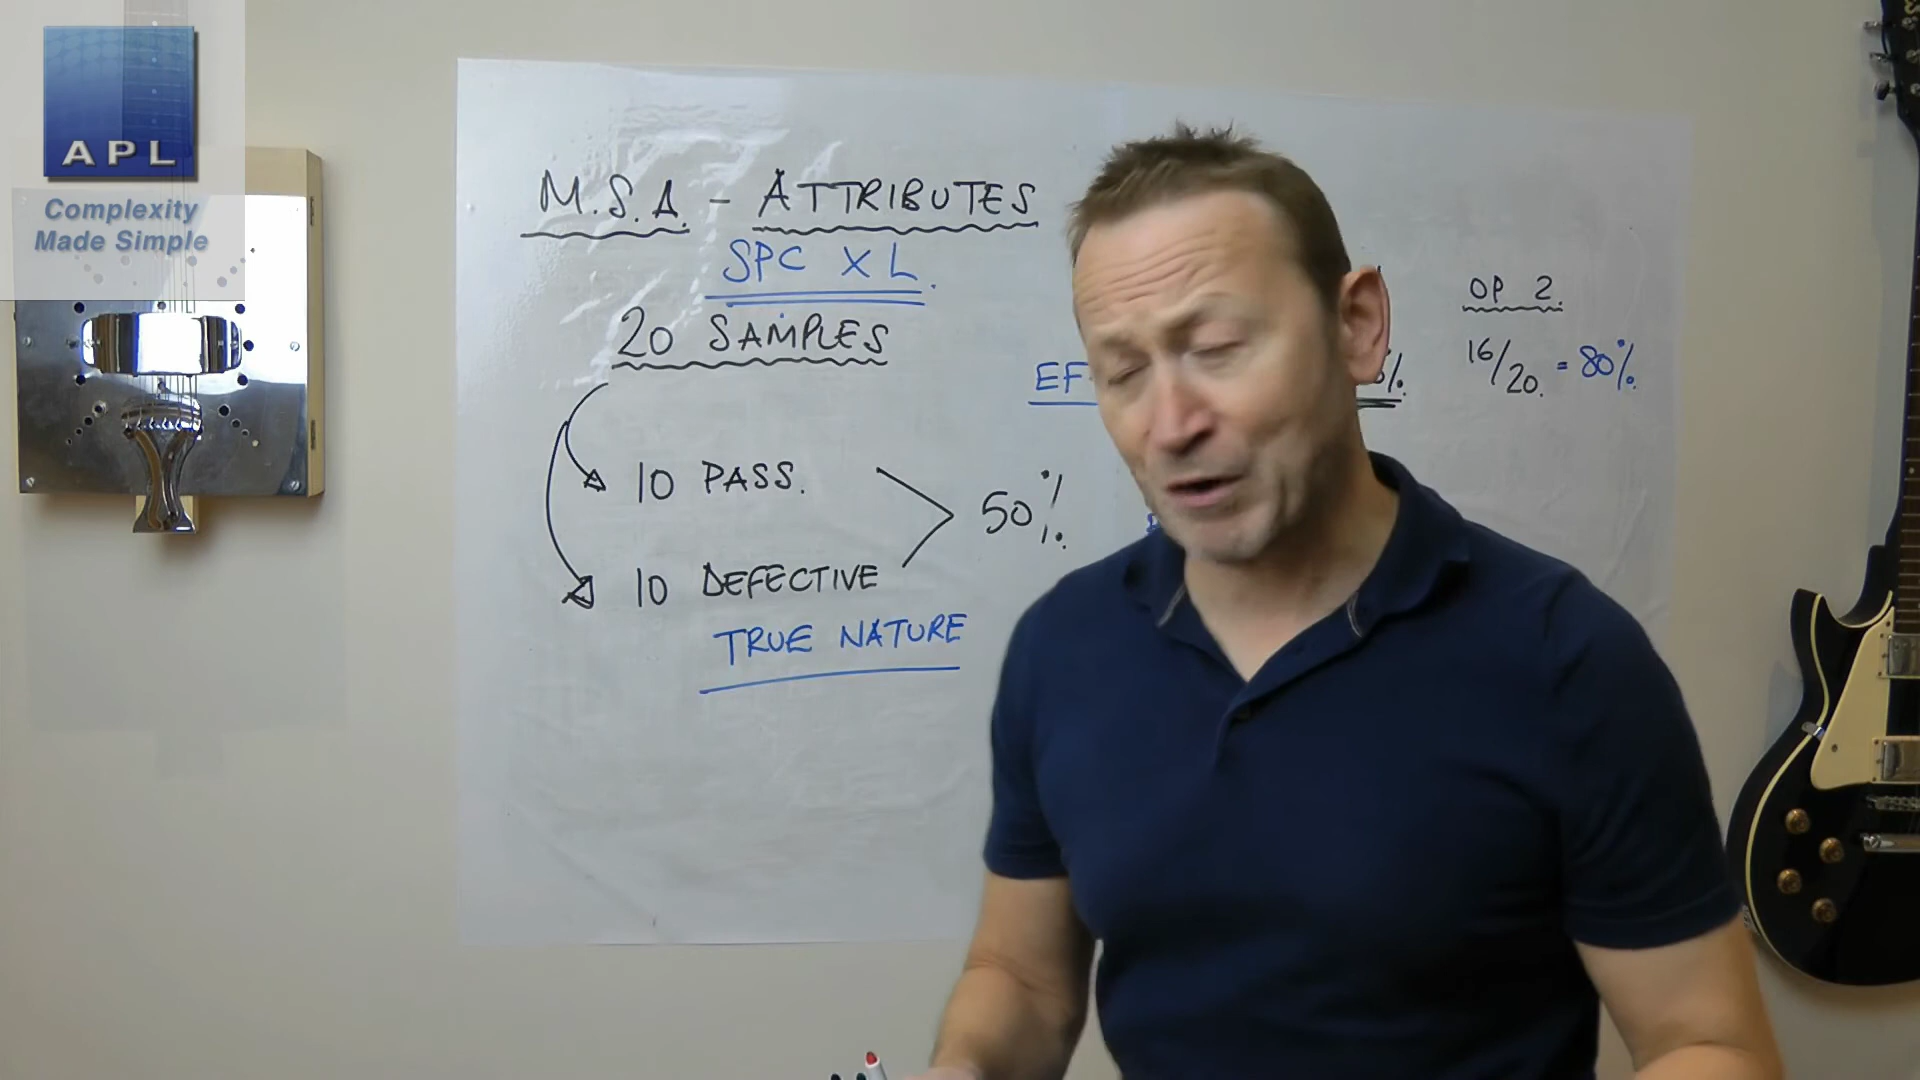 APL
Complexity
Made Simple
M.S.A. - ATTRIBUTES
SPC XL.
20 SAMPLES
10 PASS.
50%
10 DEFECTIVE
TRUE NATURE
OP 2.
16/20. = 80%.